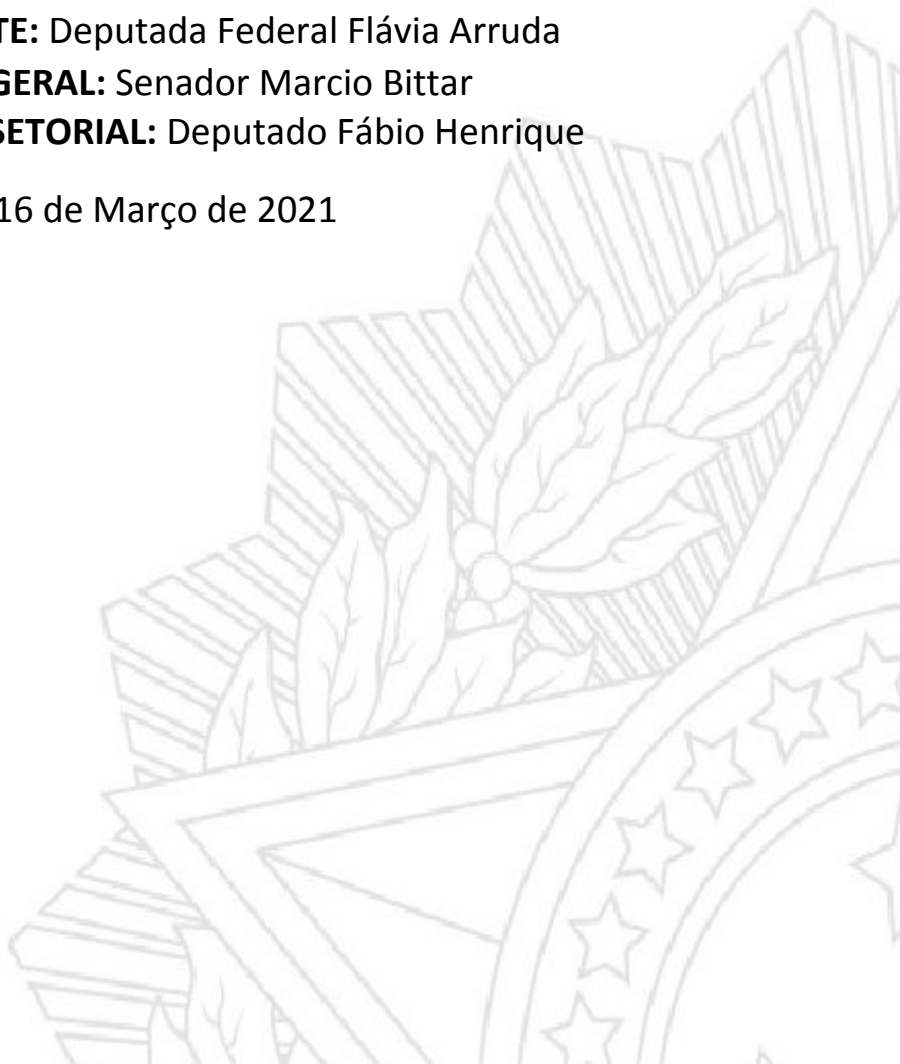 TE: Deputada Federal Flávia Arruda
GERAL: Senador Marcio Bittar
SETORIAL: Deputado Fábio Henrique
16 de Março de 2021